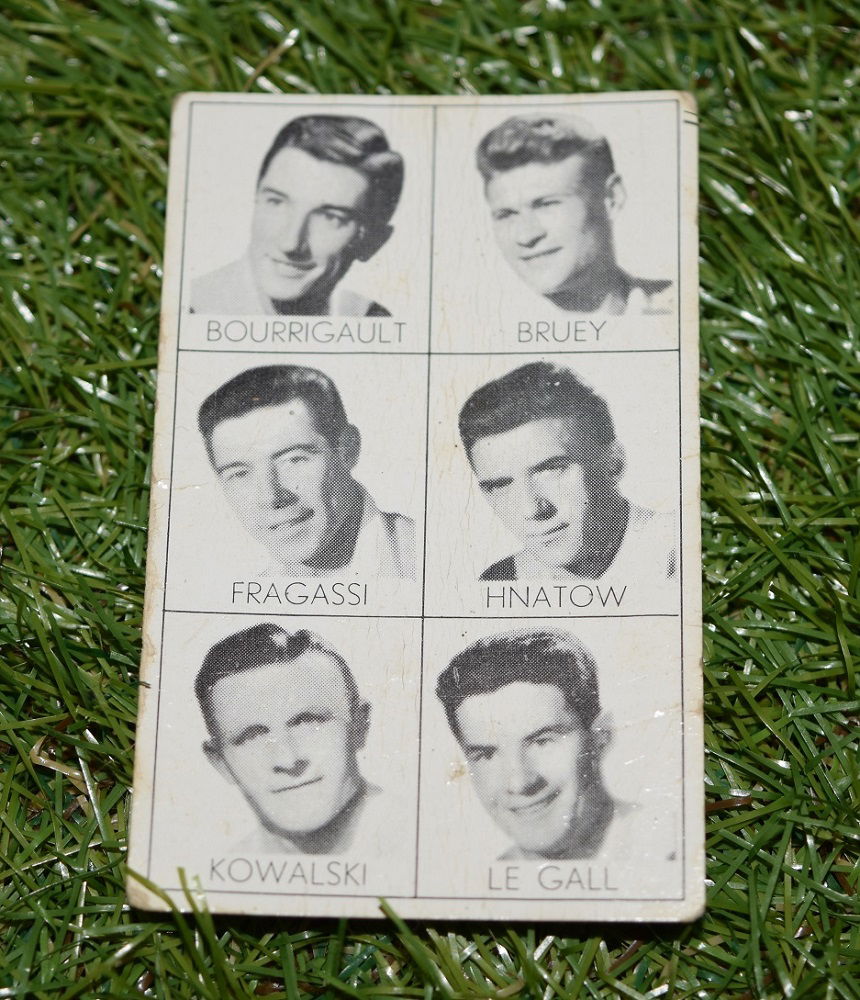 BOURRIGAULT
BRUEY
FRAGASSI
HNATOW
KOWALSKI
LE GALL